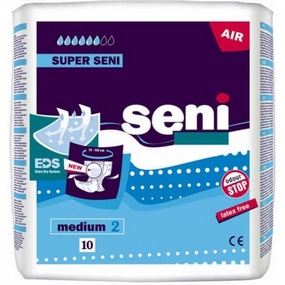 AIR
SUPER SENI
seni
EDS
Extra Dry System
NEW
odour
STOP
latex free
medium 2
10
CE